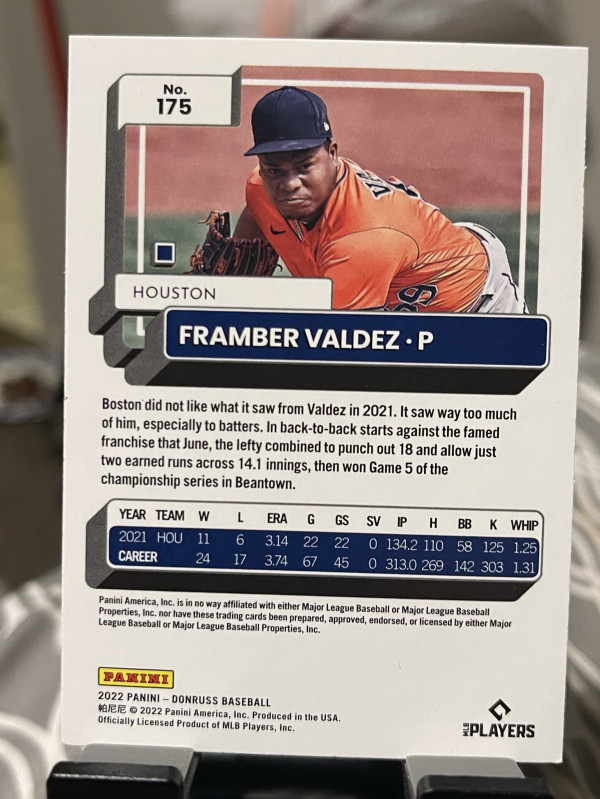 No.
175
HOUSTON
FRAMBER VALDEZ · P
Boston did not like what it saw from Valdez in 2021. It saw way too much
of him, especially to batters. In back-to-back starts against the famed
franchise that June, the lefty combined to punch out 18 and allow just
two earned runs across 14.1 innings, then won Game 5 of the
championship series in Beantown.
YEAR TEAM W L ERA G GS SV IP H BB K WHIP
2021 HOU 11 6 3.14 22 22 0 134.2 110 58 125 1.25
CAREER 24 17 3.74 67 45 0 313.0 269 142 303 1.31
Panini America, Inc. is in no way affiliated with either Major League Baseball or Major League Baseball
Properties, Inc. nor have these trading cards been prepared, approved, endorsed, or licensed by either Major
League Baseball or Major League Baseball Properties, Inc.
PANINI
2022 PANINI – DONRUSS BASEBALL
帕尼尼 © 2022 Panini America, Inc. Produced in the USA.
Officially Licensed Product of MLB Players, Inc.
MLB PLAYERS